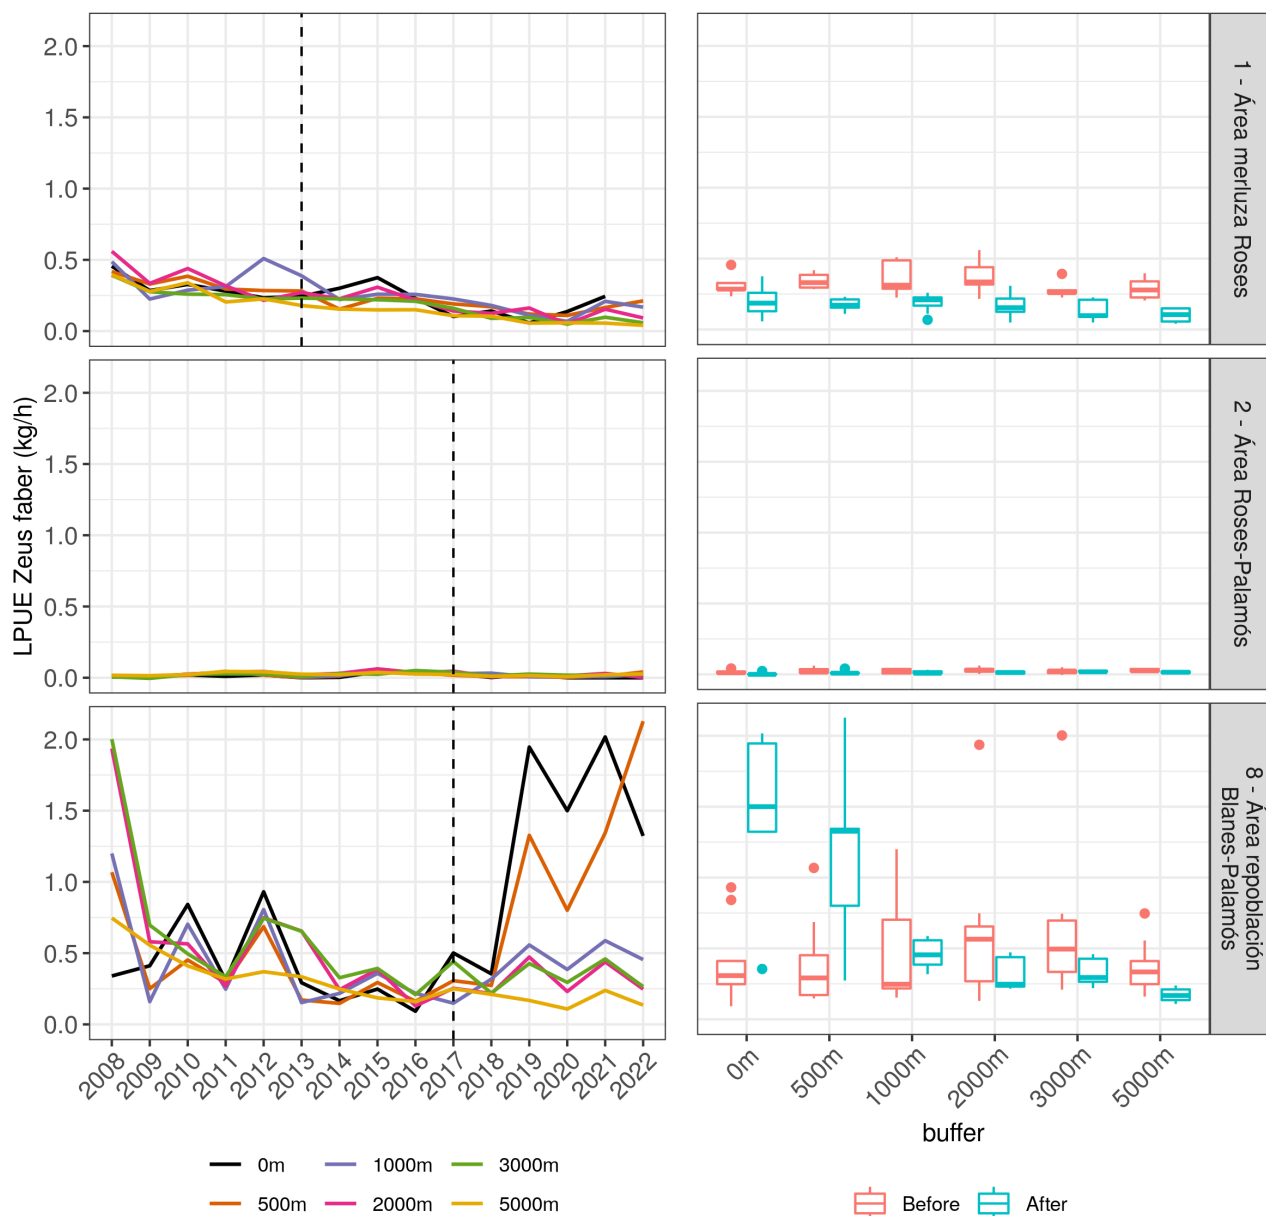 LPUE Zeus faber (kg/h)
2.0
1.5
1.0
0.5
0.0
1 - Área merluza Roses
2.0
1.5
1.0
0.5
0.0
2 - Área Roses-Palamós
2.0
1.5
1.0
0.5
0.0
8 - Área repoblación
Blanes-Palamós
2008 2009 2010 2011 2012 2013 2014 2015 2016 2017 2018 2019 2020 2021 2022
0m 500m 1000m 2000m 3000m 5000m
buffer
0m 1000m 3000m
500m 2000m 5000m
Before After